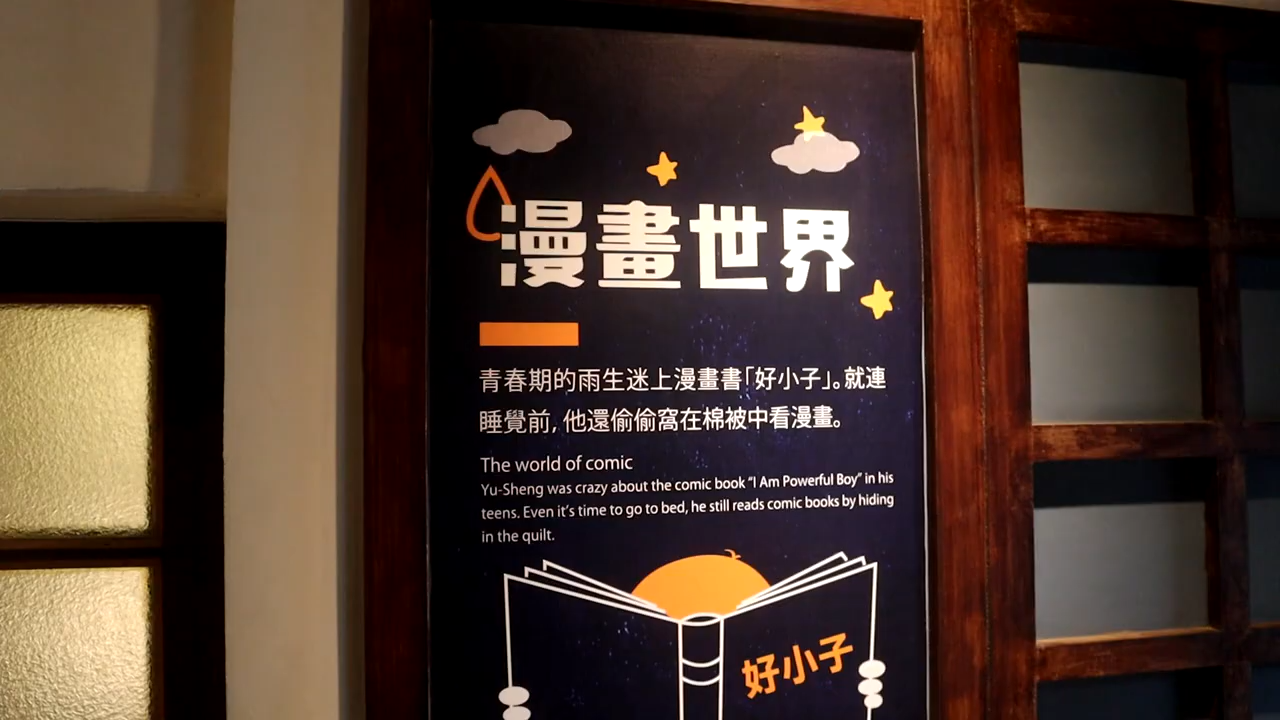 漫畫世界
青春期的雨生迷上漫畫書「好小子」。就連
睡覺前, 他還偷偷窩在棉被中看漫畫。
The world of comic
Yu-Sheng was crazy about the comic book “I Am Powerful Boy” in his
teens. Even it's time to go to bed, he still reads comic books by hiding
in the quilt.
好小子